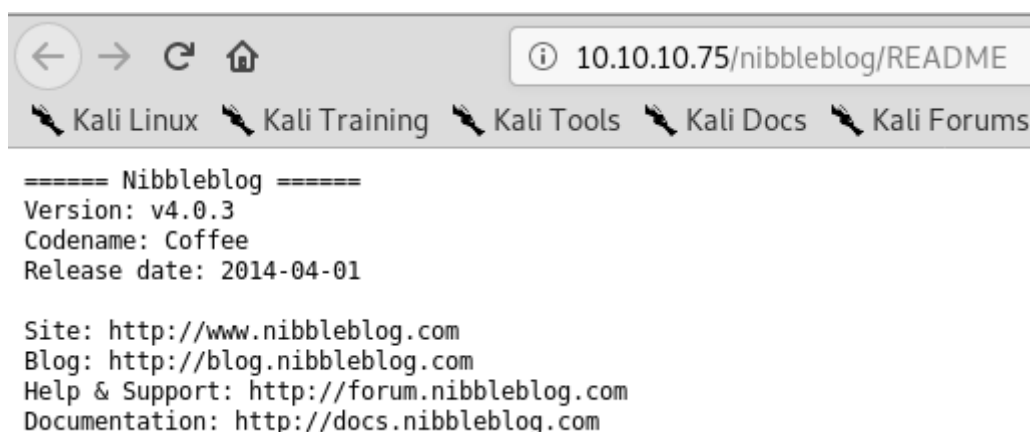 10.10.10.75/nibbleblog/README
Kali Linux Kali Training Kali Tools Kali Docs Kali Forums
====== Nibbleblog ======
Version: v4.0.3
Codename: Coffee
Release date: 2014-04-01
Site: http://www.nibbleblog.com
Blog: http://blog.nibbleblog.com
Help & Support: http://forum.nibbleblog.com
Documentation: http://docs.nibbleblog.com